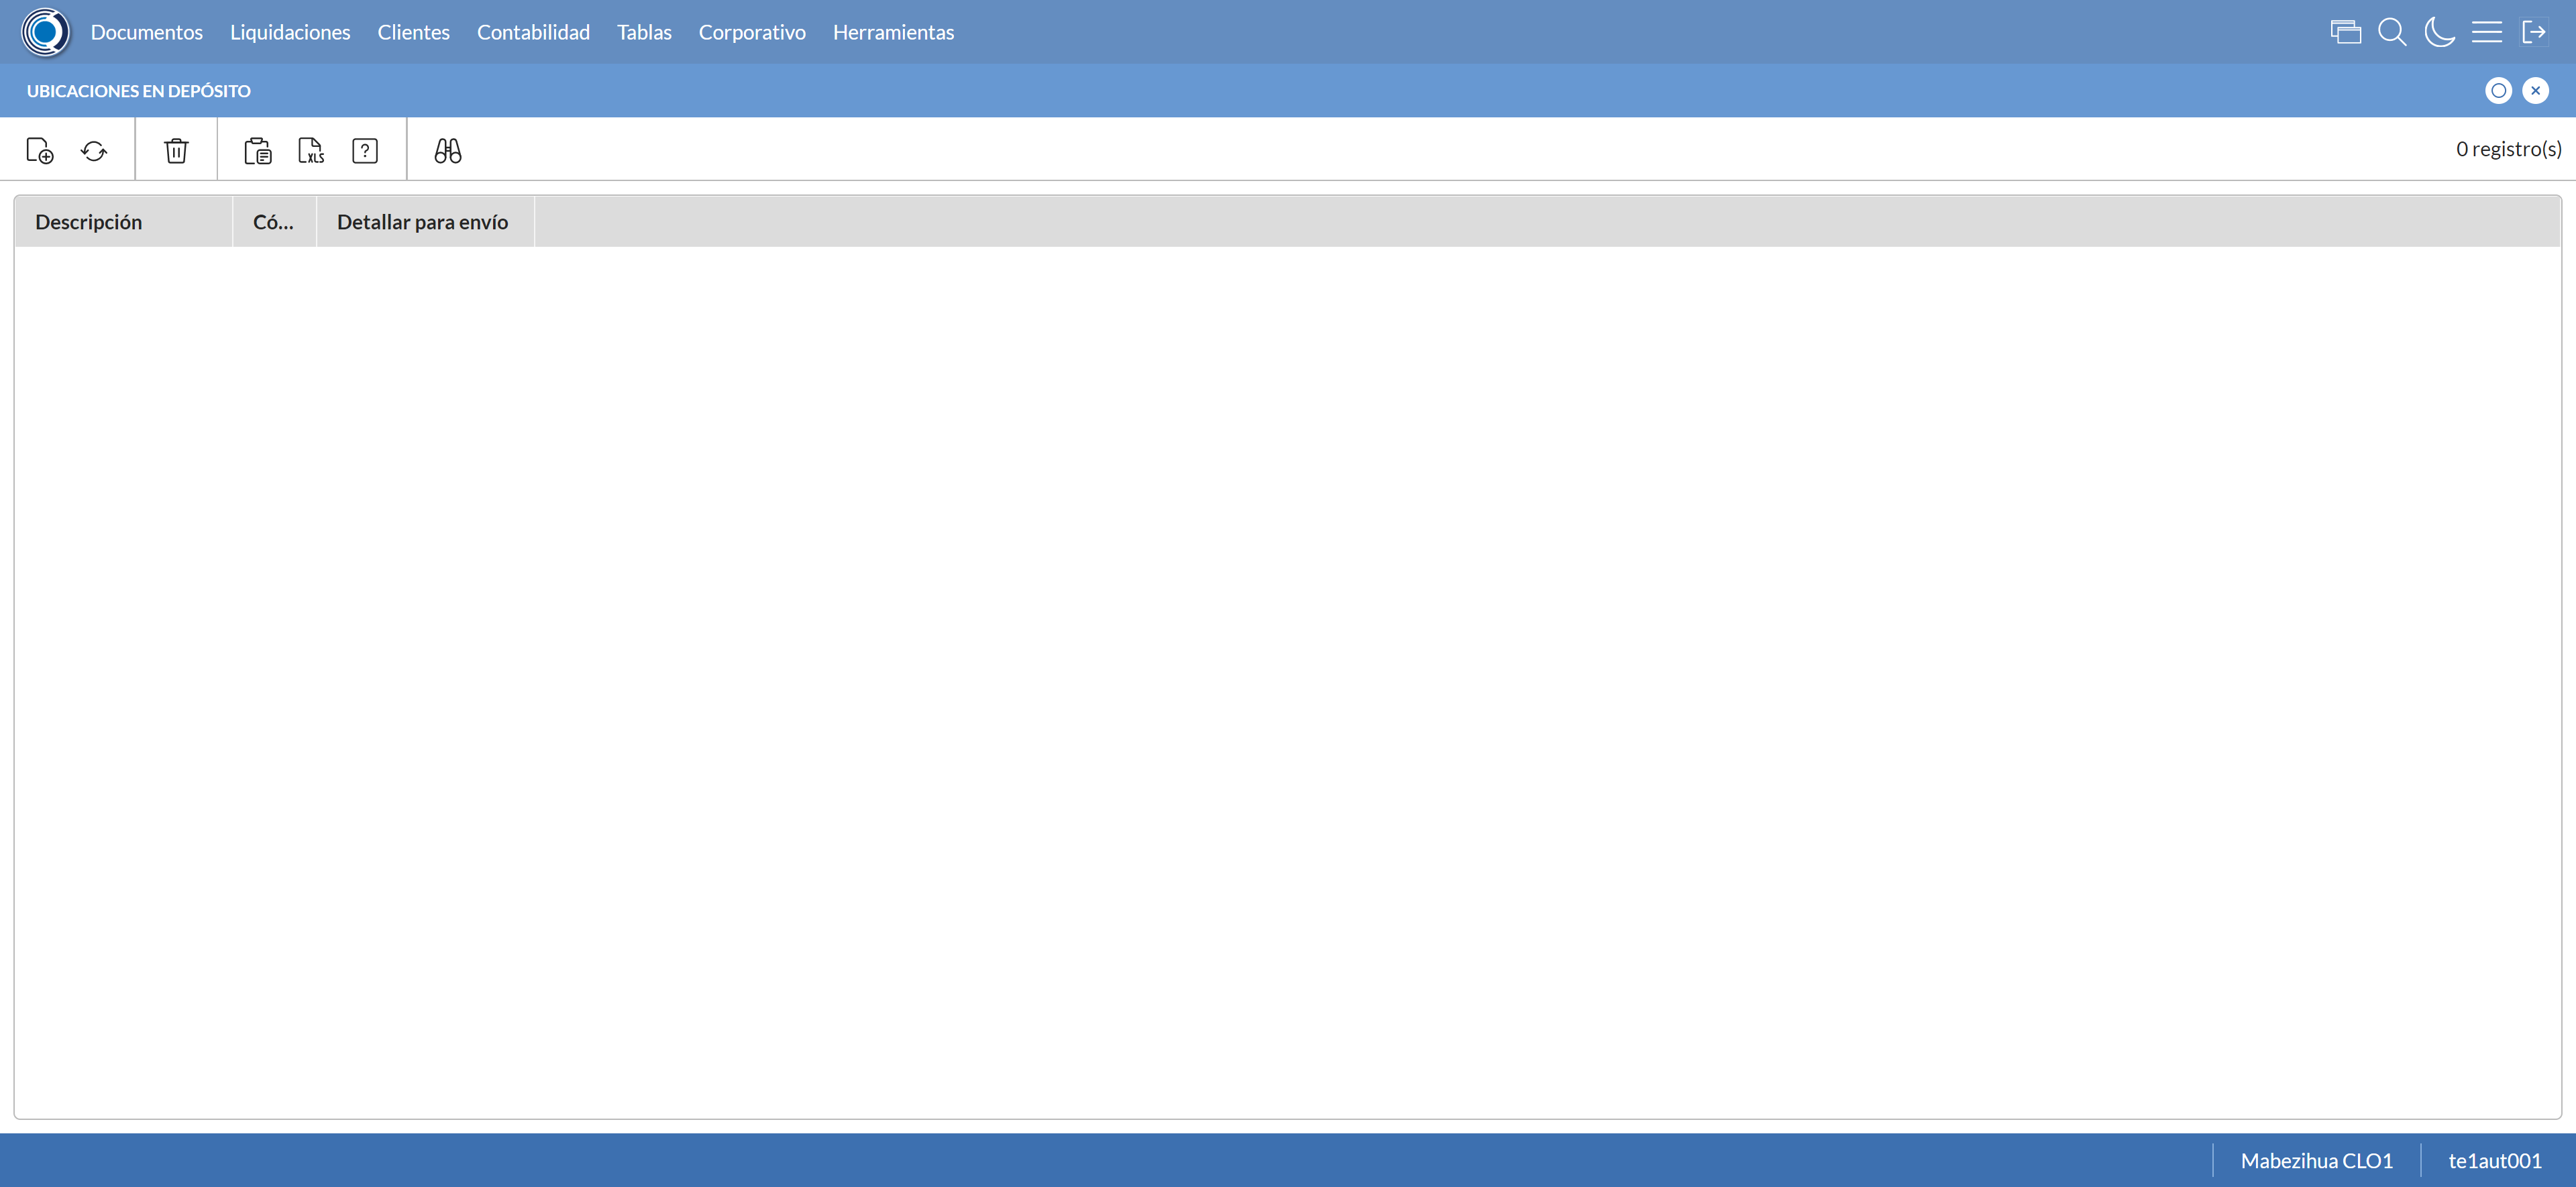 Documentos Liquidaciones Clientes Contabilidad Tablas Corporativo Herramientas
UBICACIONES EN DEPÓSITO
XLS ? 0 registro(s)
Descripción Có... Detallar para envío
Mabezihua CLO1 te1aut001